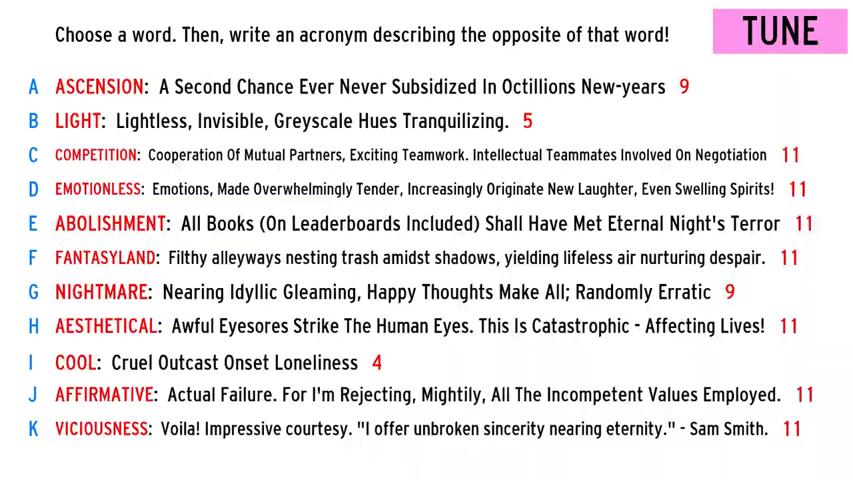 Choose a word. Then, write an acronym describing the opposite of that word!
TUNE
A ASCENSION: A Second Chance Ever Never Subsidized In Octillions New-years 9
B LIGHT: Lightless, Invisible, Greyscale Hues Tranquilizing. 5
C COMPETITION: Cooperation Of Mutual Partners, Exciting Teamwork. Intellectual Teammates Involved On Negotiation 11
D EMOTIONLESS: Emotions, Made Overwhelmingly Tender, Increasingly Originate New Laughter, Even Swelling Spirits! 11
E ABOLISHMENT: All Books (On Leaderboards Included) Shall Have Met Eternal Night's Terror 11
F FANTASYLAND: Filthy alleyways nesting trash amidst shadows, yielding lifeless air nurturing despair. 11
G NIGHTMARE: Nearing Idyllic Gleaming, Happy Thoughts Make All; Randomly Erratic 9
H AESTHETICAL: Awful Eyesores Strike The Human Eyes. This Is Catastrophic - Affecting Lives! 11
I COOL: Cruel Outcast Onset Loneliness 4
J AFFIRMATIVE: Actual Failure. For I'm Rejecting, Mightily, All The Incompetent Values Employed. 11
K VICIOUSNESS: Voila! Impressive courtesy. "I offer unbroken sincerity nearing eternity." - Sam Smith. 11